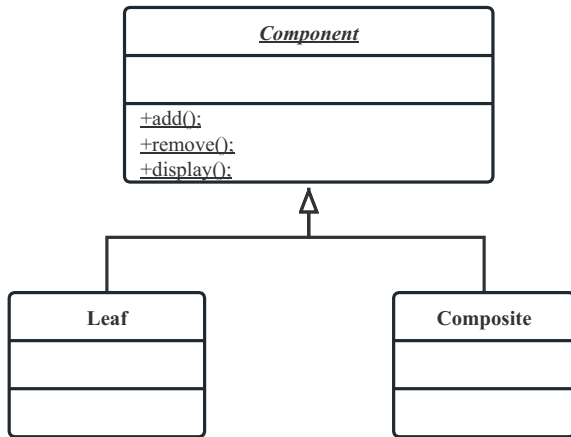 Component
+add();
+remove();
+display();
Leaf
Composite